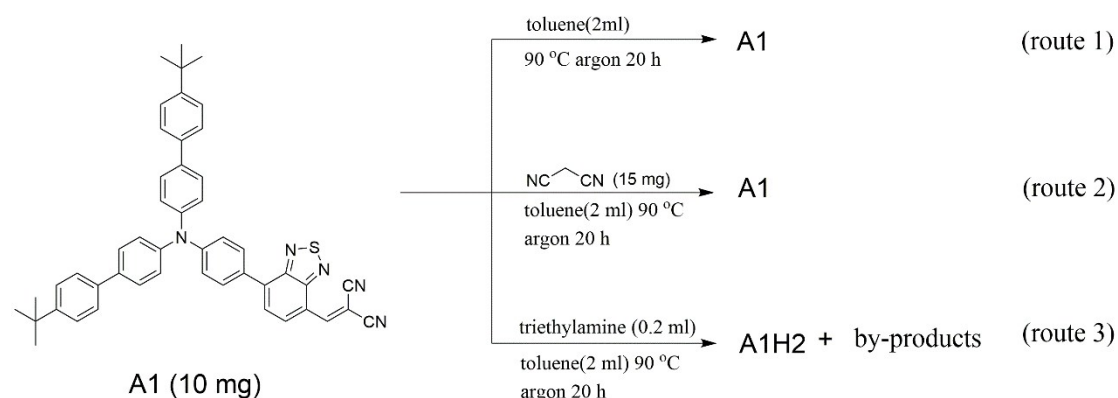 toluene(2ml)
90 °C argon 20 h
A1
(route 1)
NC CN (15 mg)
toluene(2 ml) 90 °C
argon 20 h
A1
(route 2)
triethylamine (0.2 ml)
toluene(2 ml) 90 °C
argon 20 h
A1H2 + by-products
(route 3)
N
N
S
N
CN
CN
A1 (10 mg)